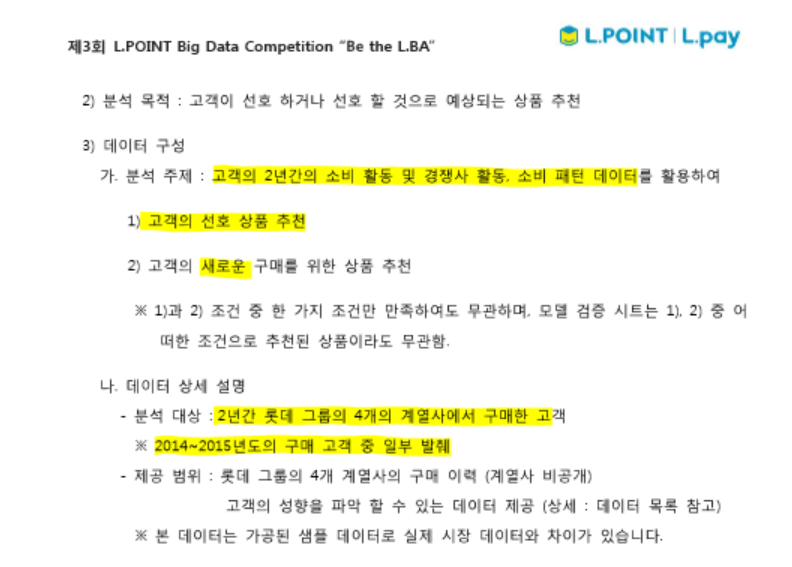 제3회 L.POINT Big Data Competition “Be the L.BA”
L.POINT | L.pay
2) 분석 목적 : 고객이 선호 하거나 선호 할 것으로 예상되는 상품 추천
3) 데이터 구성
가. 분석 주제 : 고객의 2년간의 소비 활동 및 경쟁사 활동, 소비 패턴 데이터를 활용하여
1) 고객의 선호 상품 추천
2) 고객의 새로운 구매를 위한 상품 추천
※ 1)과 2) 조건 중 한 가지 조건만 만족하여도 무관하며, 모델 검증 시트는 1), 2) 중 어
떠한 조건으로 추천된 상품이라도 무관함.
나. 데이터 상세 설명
- 분석 대상 : 2년간 롯데 그룹의 4개의 계열사에서 구매한 고객
※ 2014~2015년도의 구매 고객 중 일부 발췌
- 제공 범위 : 롯데 그룹의 4개 계열사의 구매 이력 (계열사 비공개)
고객의 성향을 파악 할 수 있는 데이터 제공 (상세 : 데이터 목록 참고)
※ 본 데이터는 가공된 샘플 데이터로 실제 시장 데이터와 차이가 있습니다.